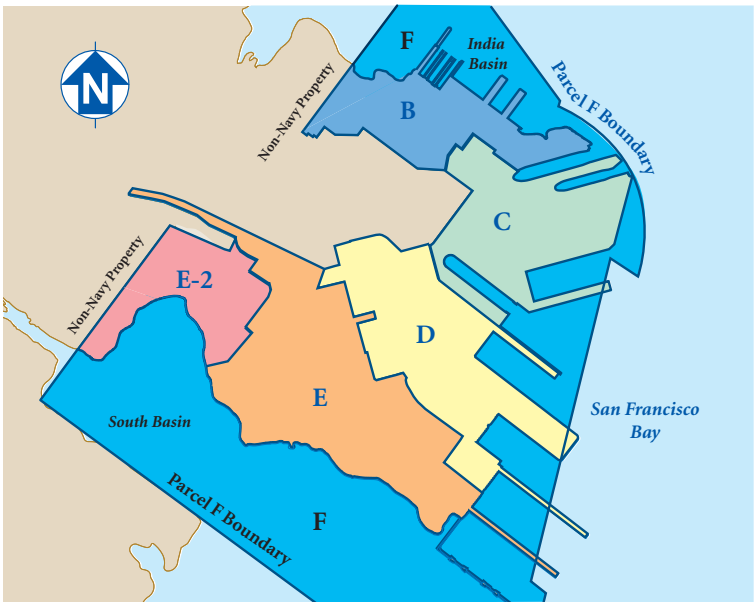 F
India
Basin
N
Non-Navy Property
Parcel F Boundary
B
C
Non-Navy Property
E-2
D
E
San Francisco
Bay
South Basin
Parcel F Boundary
F